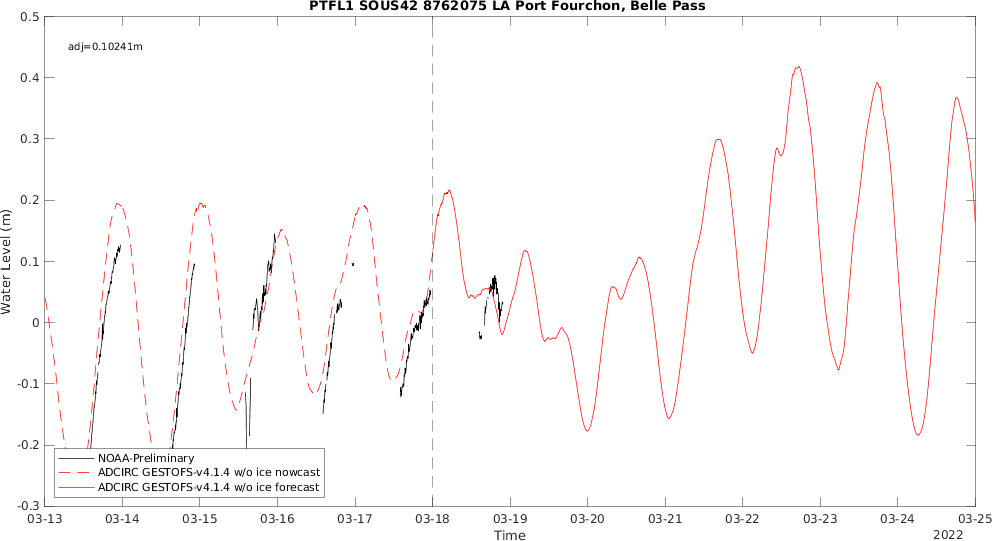 PTFL1 SOUS42 8762075 LA Port Fourchon, Belle Pass
adj=0.10241m
Water Level (m)
0.5
0.4
0.3
0.2
0.1
0
-0.1
-0.2
-0.3
NOAA-Preliminary
ADCIRC GESTOFS-v4.1.4 w/o ice nowcast
ADCIRC GESTOFS-v4.1.4 w/o ice forecast
03-13 03-14 03-15 03-16 03-17 03-18 03-19 03-20 03-21 03-22 03-23 03-24 03-25
Time
2022